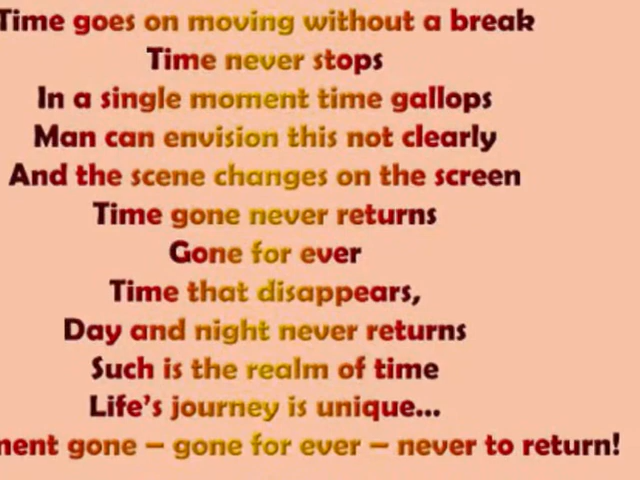 Time goes on moving without a break
Time never stops
In a single moment time gallops
Man can envision this not clearly
And the scene changes on the screen
Time gone never returns
Gone for ever
Time that disappears,
Day and night never returns
Such is the realm of time
Life's journey is unique...
gone – gone for ever – never to return!